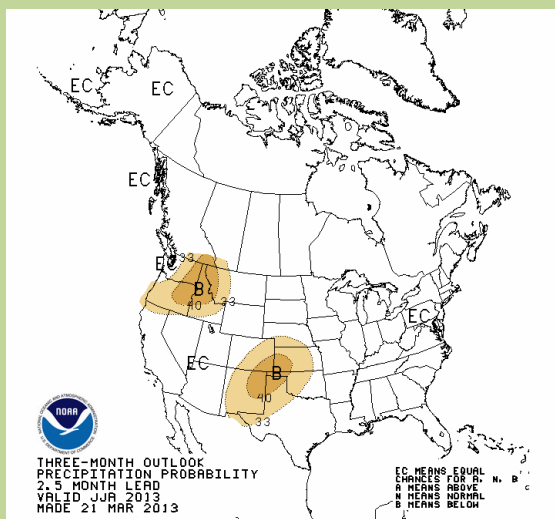 EC
EC
EC
33
EC
B
33
40
EC
EC
B
40
33
NOAA
THREE-MONTH OUTLOOK
PRECIPITATION PROBABILITY
2.5 MONTH LEAD
VALID JJA 2013
MADE 21 MAR 2013
EC MEANS EQUAL
CHANCES FOR A, N, B
A MEANS ABOVE
N MEANS NORMAL
B MEANS BELOW